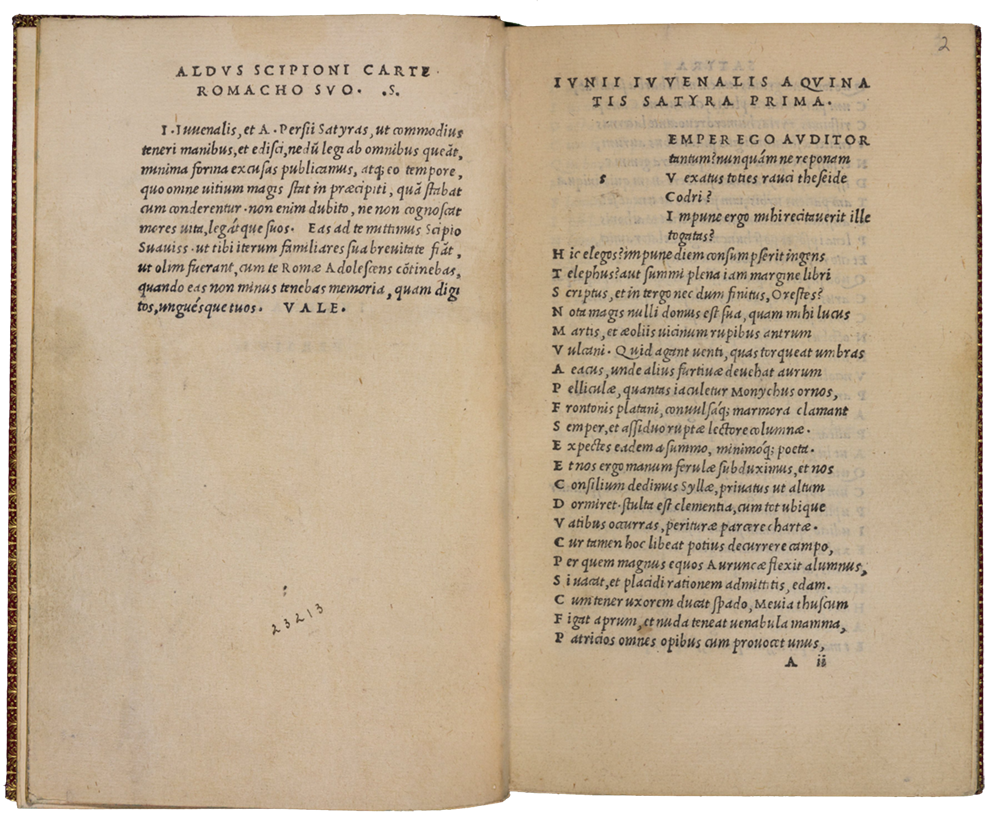 ALDVS SCIPIONI CARTE
ROMACHO SVO. .S.
I. Iuuenalis, et A. Persii Satyras, ut commodius
teneri manibus, et edisci, nedũ legi ab omnibus queãt,
minima forma excusas publicamus, atq; eo tempore,
quo omne uitium magis stat in præcipiti, quã stabat
cum conderentur. non enim dubito, ne non cognoscãt
mores uita, legãt que suos. Eas ad te mittimus Scipio
Suauiss. ut tibi iterum familiares sua breuitate fiãt,
ut olim fuerant, cum te Romæ Adolescẽs cõtinebas,
quando eas non minus tenebas memoria, quam digi
tos, unguésque tuos. VALE.
23213
2
IVNII IVVENALIS AQVINA
TIS SATYRA PRIMA.
s EMPER EGO AVDITOR
tantum? nunquám ne reponam
V exatus toties rauci theseide
Codri?
I mpune ergo mihi recitauerit ille
togatas?
H ic elegos? impune diem consumpserit ingens
T elephus? aut summi plena iam margine libri
S criptus, et in tergo nec dum finitus, Orestes?
N ota magis nulli domus est sua, quam mihi lucus
M artis, et æoliis uicinum rupibus antrum
V ulcani. Quid agant uenti, quas torqueat umbras
A eacus, unde alius furtiuæ deuehat aurum
P elliculæ, quantas iaculetur Monychus ornos,
F rontonis platani, conuulsáq; marmora clamant
S emper, et assiduo ruptæ lectore columnæ.
E xpectes eadem a summo, minimóq; poeta.
E t nos ergo manum ferulæ subduximus, et nos
C onsilium dedimus Syllæ, priuatus ut altum
D ormiret. stulta est clementia, cum tot ubique
V atibus occurras, perituræ parcere chartæ.
C ur tamen hoc libeat potius decurrere campo,
P er quem magnus equos Auruncæ flexit alumnus,
S i uacat, et placidi rationem admittitis, edam.
C um tener uxorem ducat spado, Meuia thuscum
F igat aprum, et nuda teneat uenabula mamma,
P atricios omnes opibus cum prouocet unus,
A ii